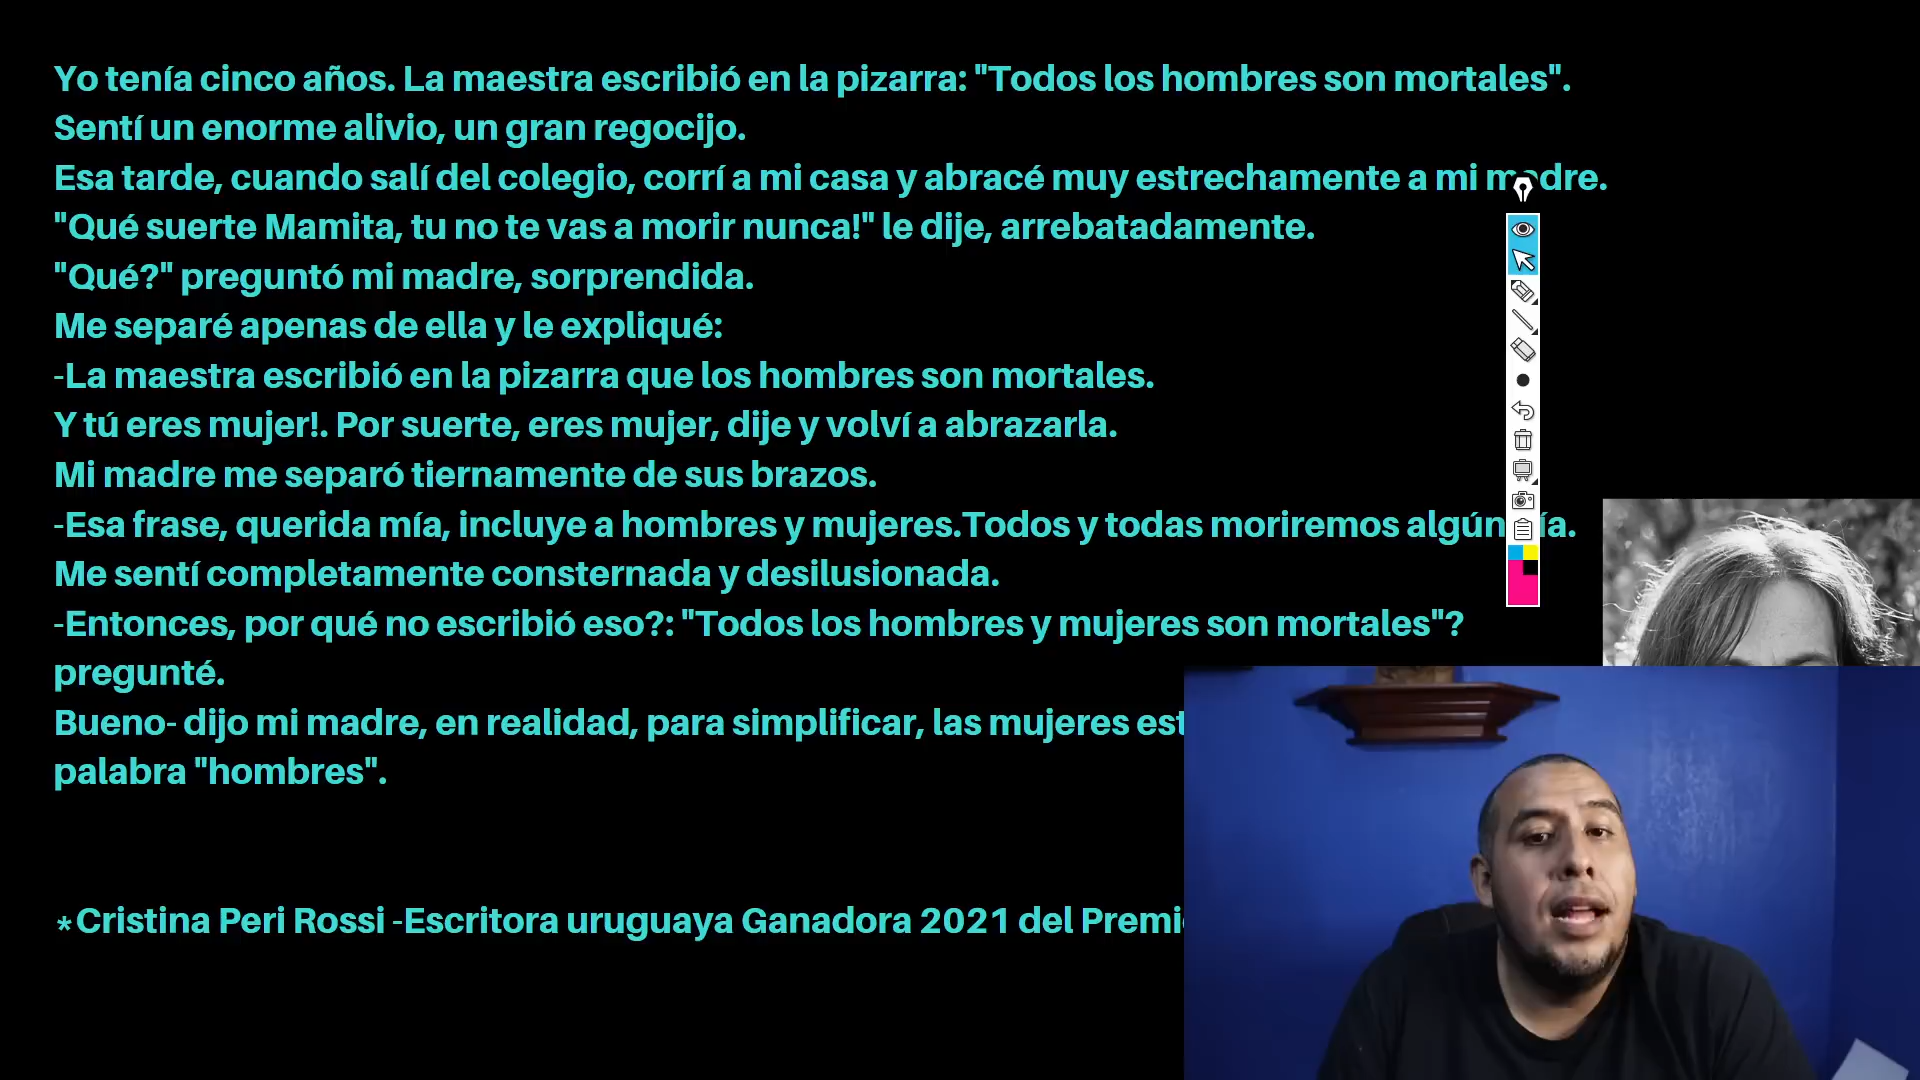 Yo tenía cinco años. La maestra escribió en la pizarra: "Todos los hombres son mortales".
Sentí un enorme alivio, un gran regocijo.
Esa tarde, cuando salí del colegio, corrí a mi casa y abracé muy estrechamente a mi madre.
"Qué suerte Mamita, tu no te vas a morir nunca!" le dije, arrebatadamente.
"Qué?" preguntó mi madre, sorprendida.
Me separé apenas de ella y le expliqué:
-La maestra escribió en la pizarra que los hombres son mortales.
Y tú eres mujer!. Por suerte, eres mujer, dije y volví a abrazarla.
Mi madre me separó tiernamente de sus brazos.
-Esa frase, querida mía, incluye a hombres y mujeres.Todos y todas moriremos algún día.
Me sentí completamente consternada y desilusionada.
-Entonces, por qué no escribió eso?: "Todos los hombres y mujeres son mortales"?
pregunté.
Bueno- dijo mi madre, en realidad, para simplificar, las mujeres
palabra "hombres".
*Cristina Peri Rossi -Escritora uruguaya Ganadora 2021 del